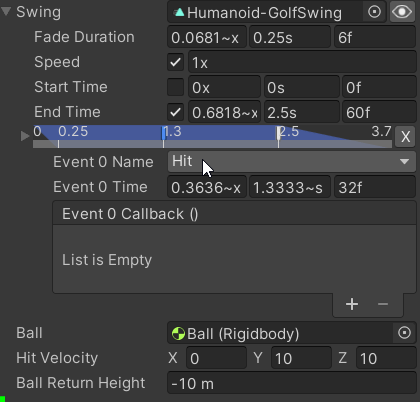 Swing Humanoid-GolfSwing
Fade Duration 0.0681~x 0.25s 6f
Speed 1x
Start Time 0x 0s 0f
End Time 0.6818~x 2.5s 60f
0 0.25 1.3 2.5 3.7 X
Event 0 Name Hit
Event 0 Time 0.3636~x 1.3333~s 32f
Event 0 Callback ()
List is Empty
+ −
Ball Ball (Rigidbody)
Hit Velocity X 0 Y 10 Z 10
Ball Return Height -10 m